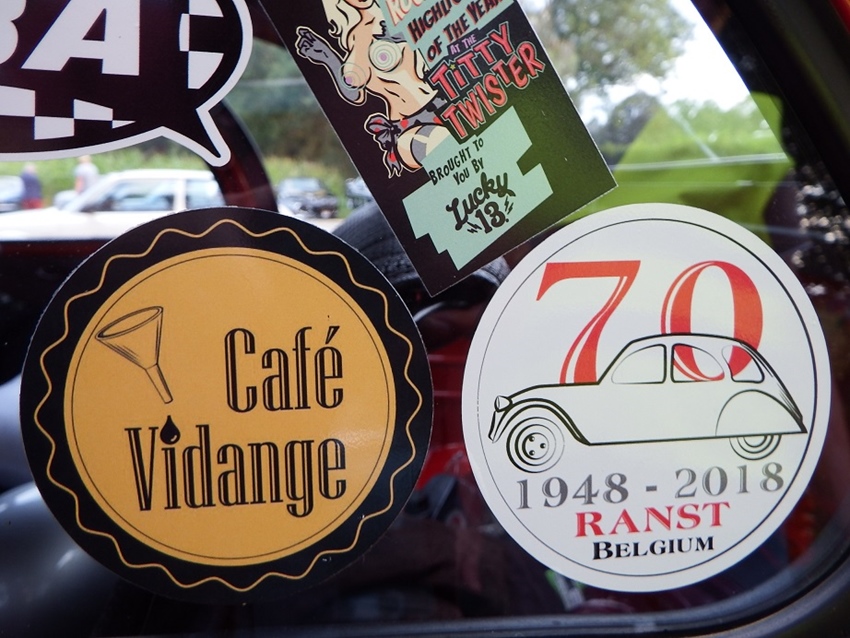 BA
HIGHLIGHT
OF THE YEAR
AT THE
TITTY
TWISTER
BROUGHT TO
YOU BY
Lucky
13.
Café
Vidange
70
1948 - 2018
RANST
BELGIUM